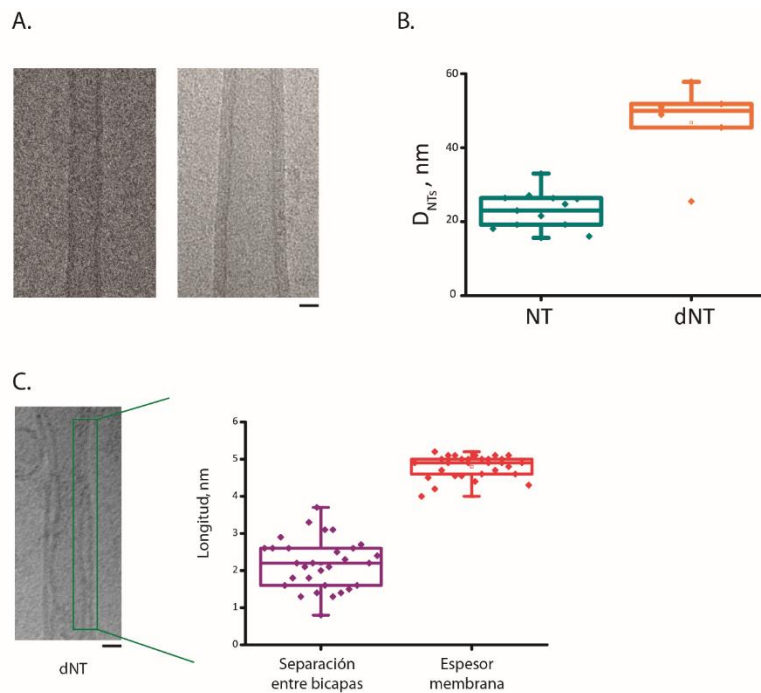 A.
B.
D_NTs, nm
60
40
20
0
NT
dNT
C.
dNT
Longitud, nm
6
5
4
3
2
1
0
Separación
entre bicapas
Espesor
membrana